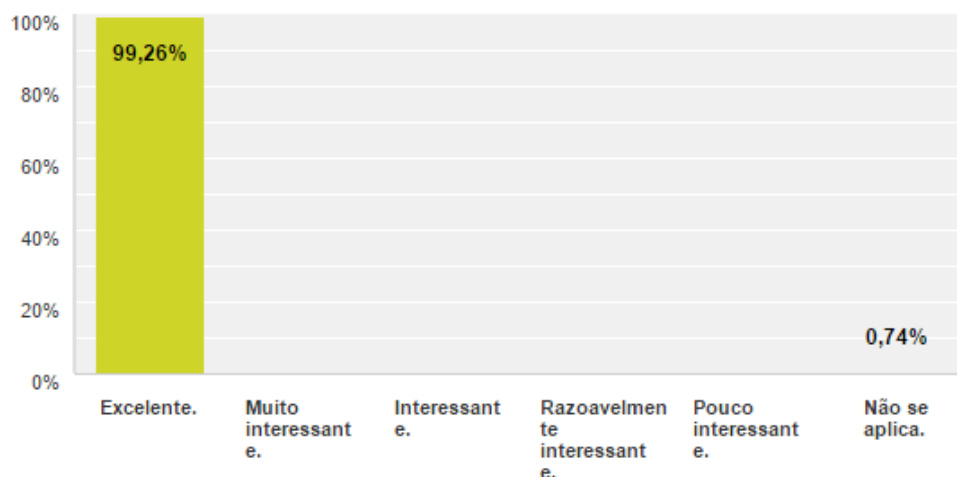 100%
99,26%
80%
60%
40%
20%
0,74%
0%
Excelente.
Muito
interessant
e.
Interessant
e.
Razoavelmen
te
interessant
e.
Pouco
interessant
e.
Não se
aplica.